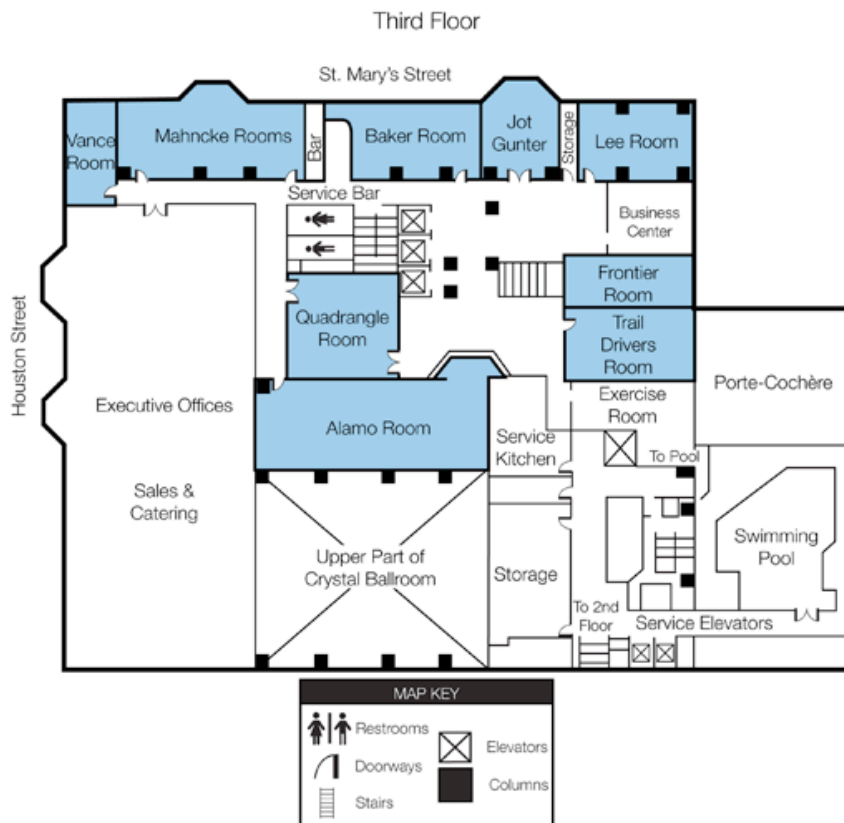 Third Floor
St. Mary's Street
Vance
Room
Mahncke Rooms
Bar
Baker Room
Jot
Gunter
Storage
Lee Room
Service Bar
Business
Center
Frontier
Room
Quadrangle
Room
Trail
Drivers
Room
Houston Street
Porte-Cochère
Executive Offices
Exercise
Room
Alamo Room
Service
Kitchen
To Pool
Sales &
Catering
Upper Part of
Crystal Ballroom
Storage
Swimming
Pool
To 2nd
Floor
Service Elevators
MAP KEY
Restrooms
Elevators
Doorways
Columns
Stairs